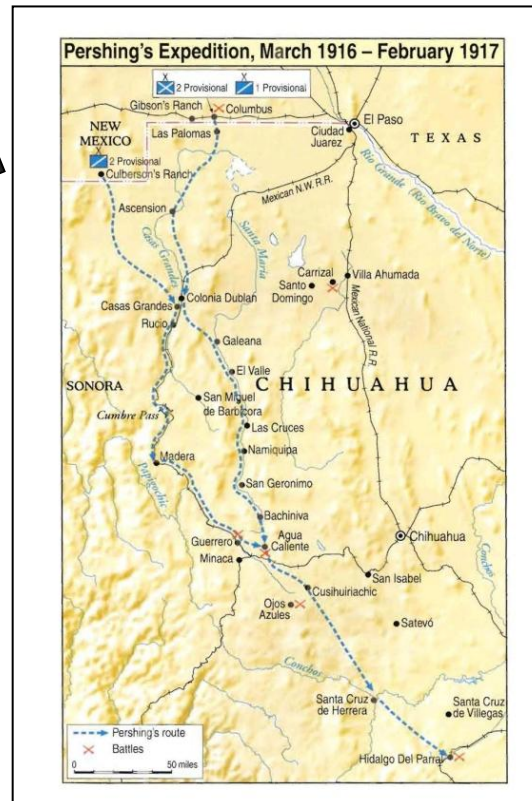 Pershing's Expedition, March 1916 – February 1917
X
2 Provisional
X
1 Provisional
Gibson's Ranch
Columbus
NEW
MEXICO
X
2 Provisional
Culberson's Ranch
Las Palomas
El Paso
Ciudad
Juarez
TEXAS
Rio Grande (Rio Bravo del Norte)
Mexican N.W. R.R.
Ascension
Casas Grandes
Santa Maria
Carrizal
Santo
Domingo
Villa Ahumada
Mexican National R.R.
Colonia Dublan
Casas Grandes
Rucio
Galeana
El Valle
SONORA
CHIHUAHUA
San Miguel
de Barbicora
Cumbre Pass
Las Cruces
Namiquipa
Madera
Papigochic
San Geronimo
Bachiniva
Agua
Caliente
Guerrero
Minaca
Chihuahua
Conchos
San Isabel
Cusihuiriachic
Ojos
Azules
Satevó
Conchos
Santa Cruz
de Herrera
Santa Cruz
de Villegas
Hidalgo Del Parral
Pershing's route
Battles
0
50 miles